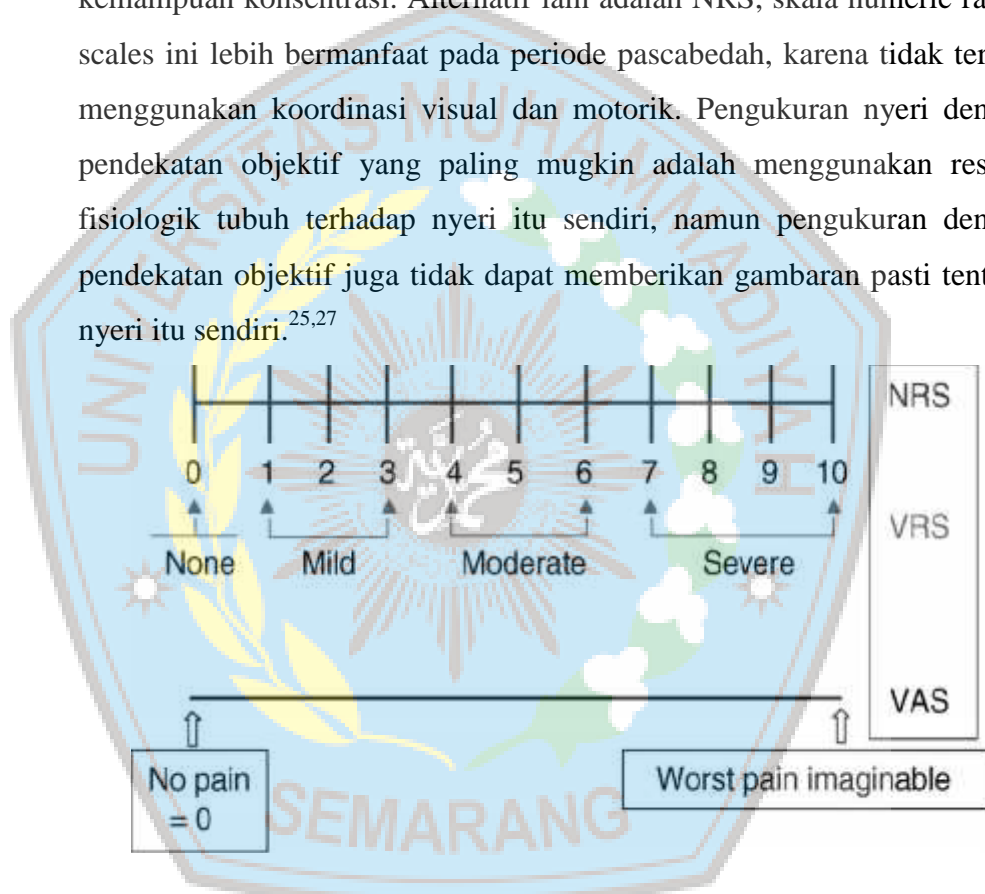 kemampuan konsentrasi. Alternatif lain adalah NRS, skala numeric ra
scales ini lebih bermanfaat pada periode pascabedah, karena tidak ter
menggunakan koordinasi visual dan motorik. Pengukuran nyeri den
pendekatan objektif yang paling mugkin adalah menggunakan res
fisiologik tubuh terhadap nyeri itu sendiri, namun pengukuran den
pendekatan objektif juga tidak dapat memberikan gambaran pasti tent
nyeri itu sendiri.25,27
UNIVERSITAS MUHAMMADIYAH
NRS
0 1 2 3 4 5 6 7 8 9 10
VRS
None Mild Moderate Severe
VAS
No pain
= 0
Worst pain imaginable
SEMARANG